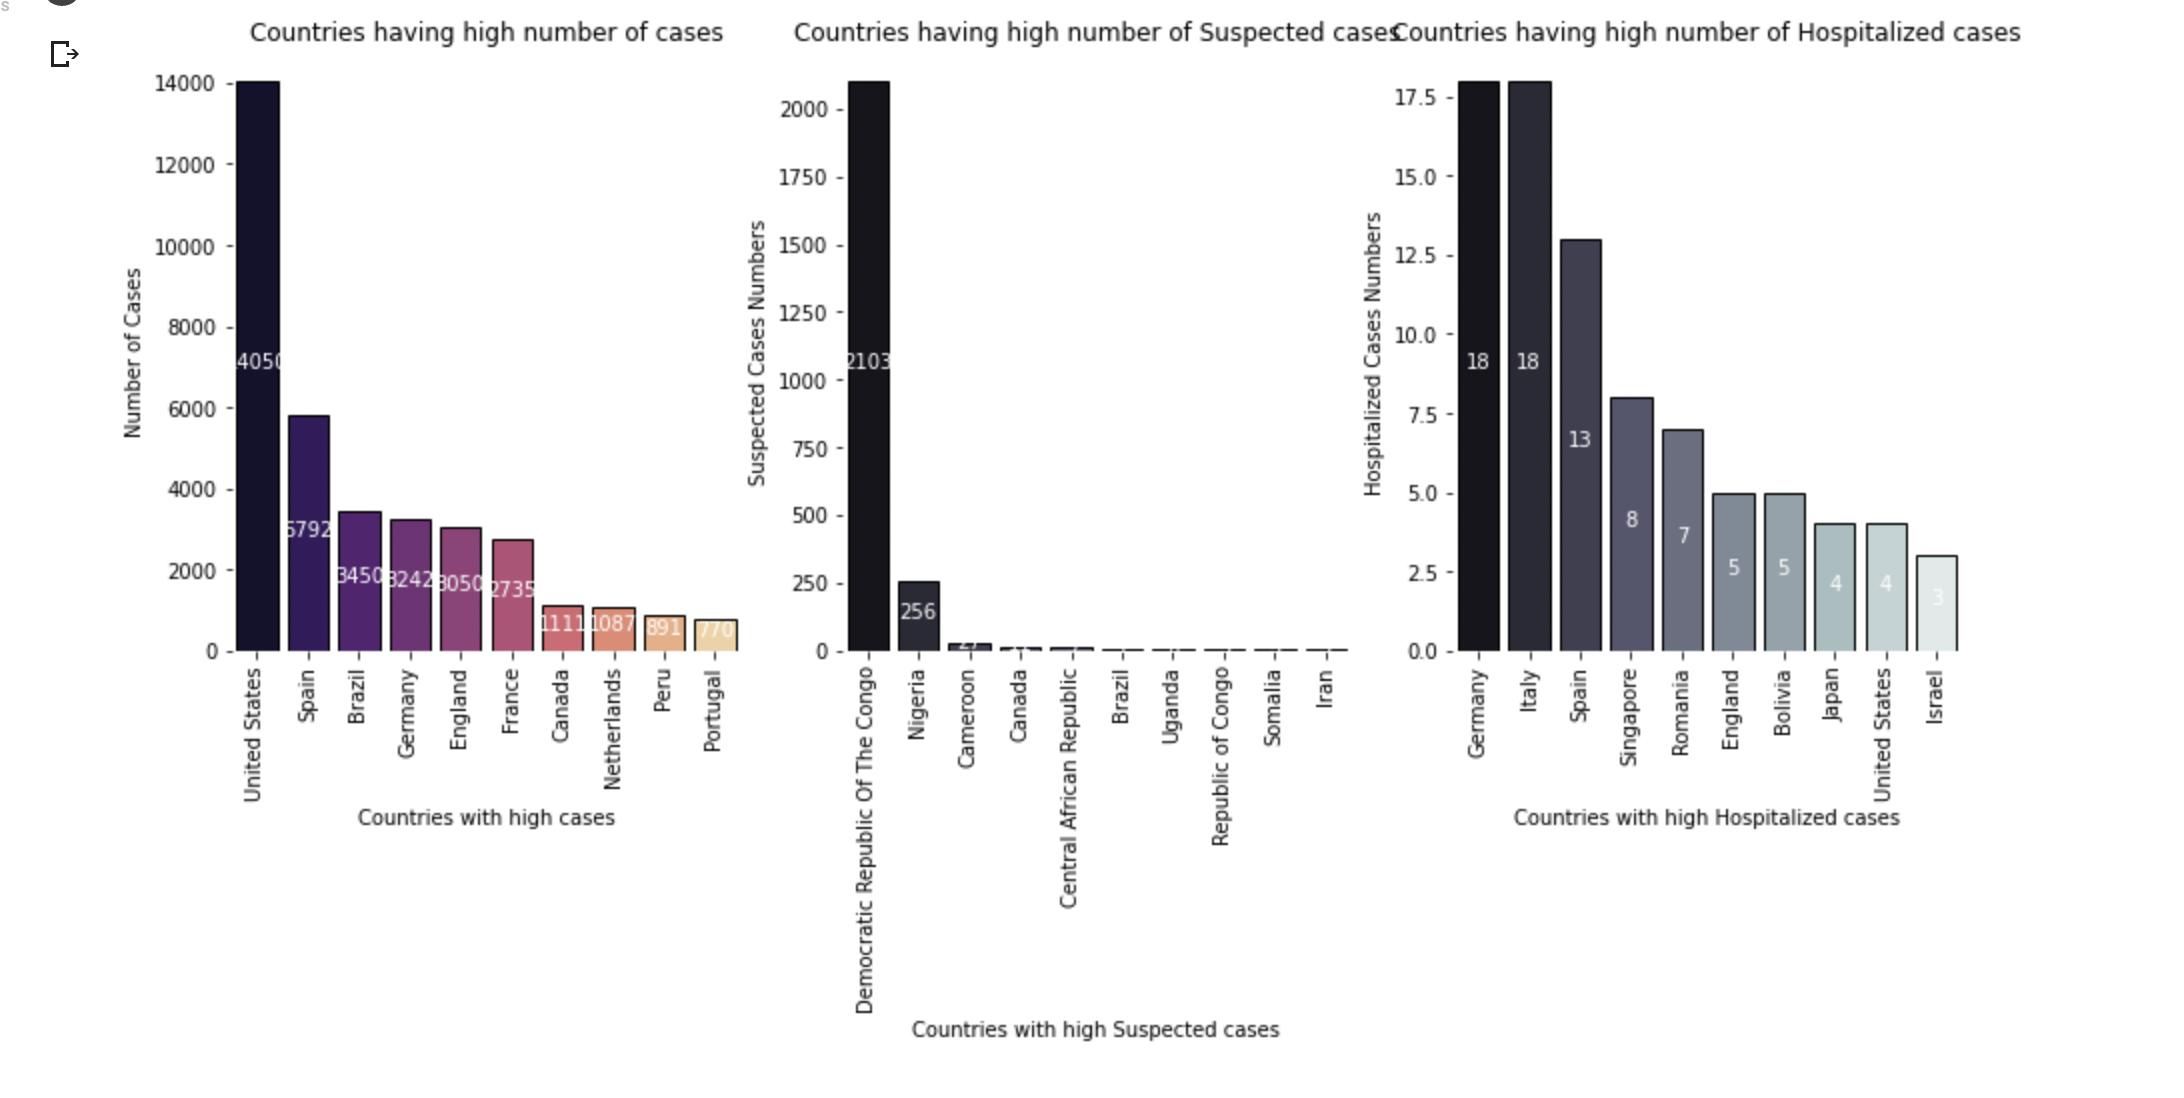 s
Countries having high number of cases
14000
12000
10000
8000
6000
4000
2000
0
Number of Cases
4050
5792
3450
3242
3050
2735
1111
1087
891
770
United States
Spain
Brazil
Germany
England
France
Canada
Netherlands
Peru
Portugal
Countries with high cases
Countries having high number of Suspected cases
2000
1750
1500
1250
1000
750
500
250
0
Suspected Cases Numbers
2103
256
27
Democratic Republic Of The Congo
Nigeria
Cameroon
Canada
Central African Republic
Brazil
Uganda
Republic of Congo
Somalia
Iran
Countries with high Suspected cases
Countries having high number of Hospitalized cases
17.5
15.0
12.5
10.0
7.5
5.0
2.5
0.0
Hospitalized Cases Numbers
18
18
13
8
7
5
5
4
4
3
Germany
Italy
Spain
Singapore
Romania
England
Bolivia
Japan
United States
Israel
Countries with high Hospitalized cases